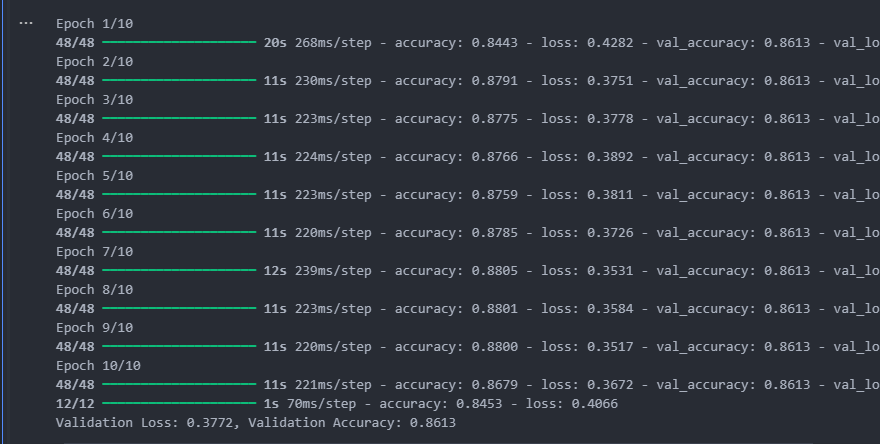 ...
Epoch 1/10
48/48 ━━━━━━━━━━━━━━━━━━━━ 20s 268ms/step - accuracy: 0.8443 - loss: 0.4282 - val_accuracy: 0.8613 - val_lo
Epoch 2/10
48/48 ━━━━━━━━━━━━━━━━━━━━ 11s 230ms/step - accuracy: 0.8791 - loss: 0.3751 - val_accuracy: 0.8613 - val_lo
Epoch 3/10
48/48 ━━━━━━━━━━━━━━━━━━━━ 11s 223ms/step - accuracy: 0.8775 - loss: 0.3778 - val_accuracy: 0.8613 - val_lo
Epoch 4/10
48/48 ━━━━━━━━━━━━━━━━━━━━ 11s 224ms/step - accuracy: 0.8766 - loss: 0.3892 - val_accuracy: 0.8613 - val_lo
Epoch 5/10
48/48 ━━━━━━━━━━━━━━━━━━━━ 11s 223ms/step - accuracy: 0.8759 - loss: 0.3811 - val_accuracy: 0.8613 - val_lo
Epoch 6/10
48/48 ━━━━━━━━━━━━━━━━━━━━ 11s 220ms/step - accuracy: 0.8785 - loss: 0.3726 - val_accuracy: 0.8613 - val_lo
Epoch 7/10
48/48 ━━━━━━━━━━━━━━━━━━━━ 12s 239ms/step - accuracy: 0.8805 - loss: 0.3531 - val_accuracy: 0.8613 - val_lo
Epoch 8/10
48/48 ━━━━━━━━━━━━━━━━━━━━ 11s 223ms/step - accuracy: 0.8801 - loss: 0.3584 - val_accuracy: 0.8613 - val_lo
Epoch 9/10
48/48 ━━━━━━━━━━━━━━━━━━━━ 11s 220ms/step - accuracy: 0.8800 - loss: 0.3517 - val_accuracy: 0.8613 - val_lo
Epoch 10/10
48/48 ━━━━━━━━━━━━━━━━━━━━ 11s 221ms/step - accuracy: 0.8679 - loss: 0.3672 - val_accuracy: 0.8613 - val_lo
12/12 ━━━━━━━━━━━━━━━━━━━━ 1s 70ms/step - accuracy: 0.8453 - loss: 0.4066
Validation Loss: 0.3772, Validation Accuracy: 0.8613